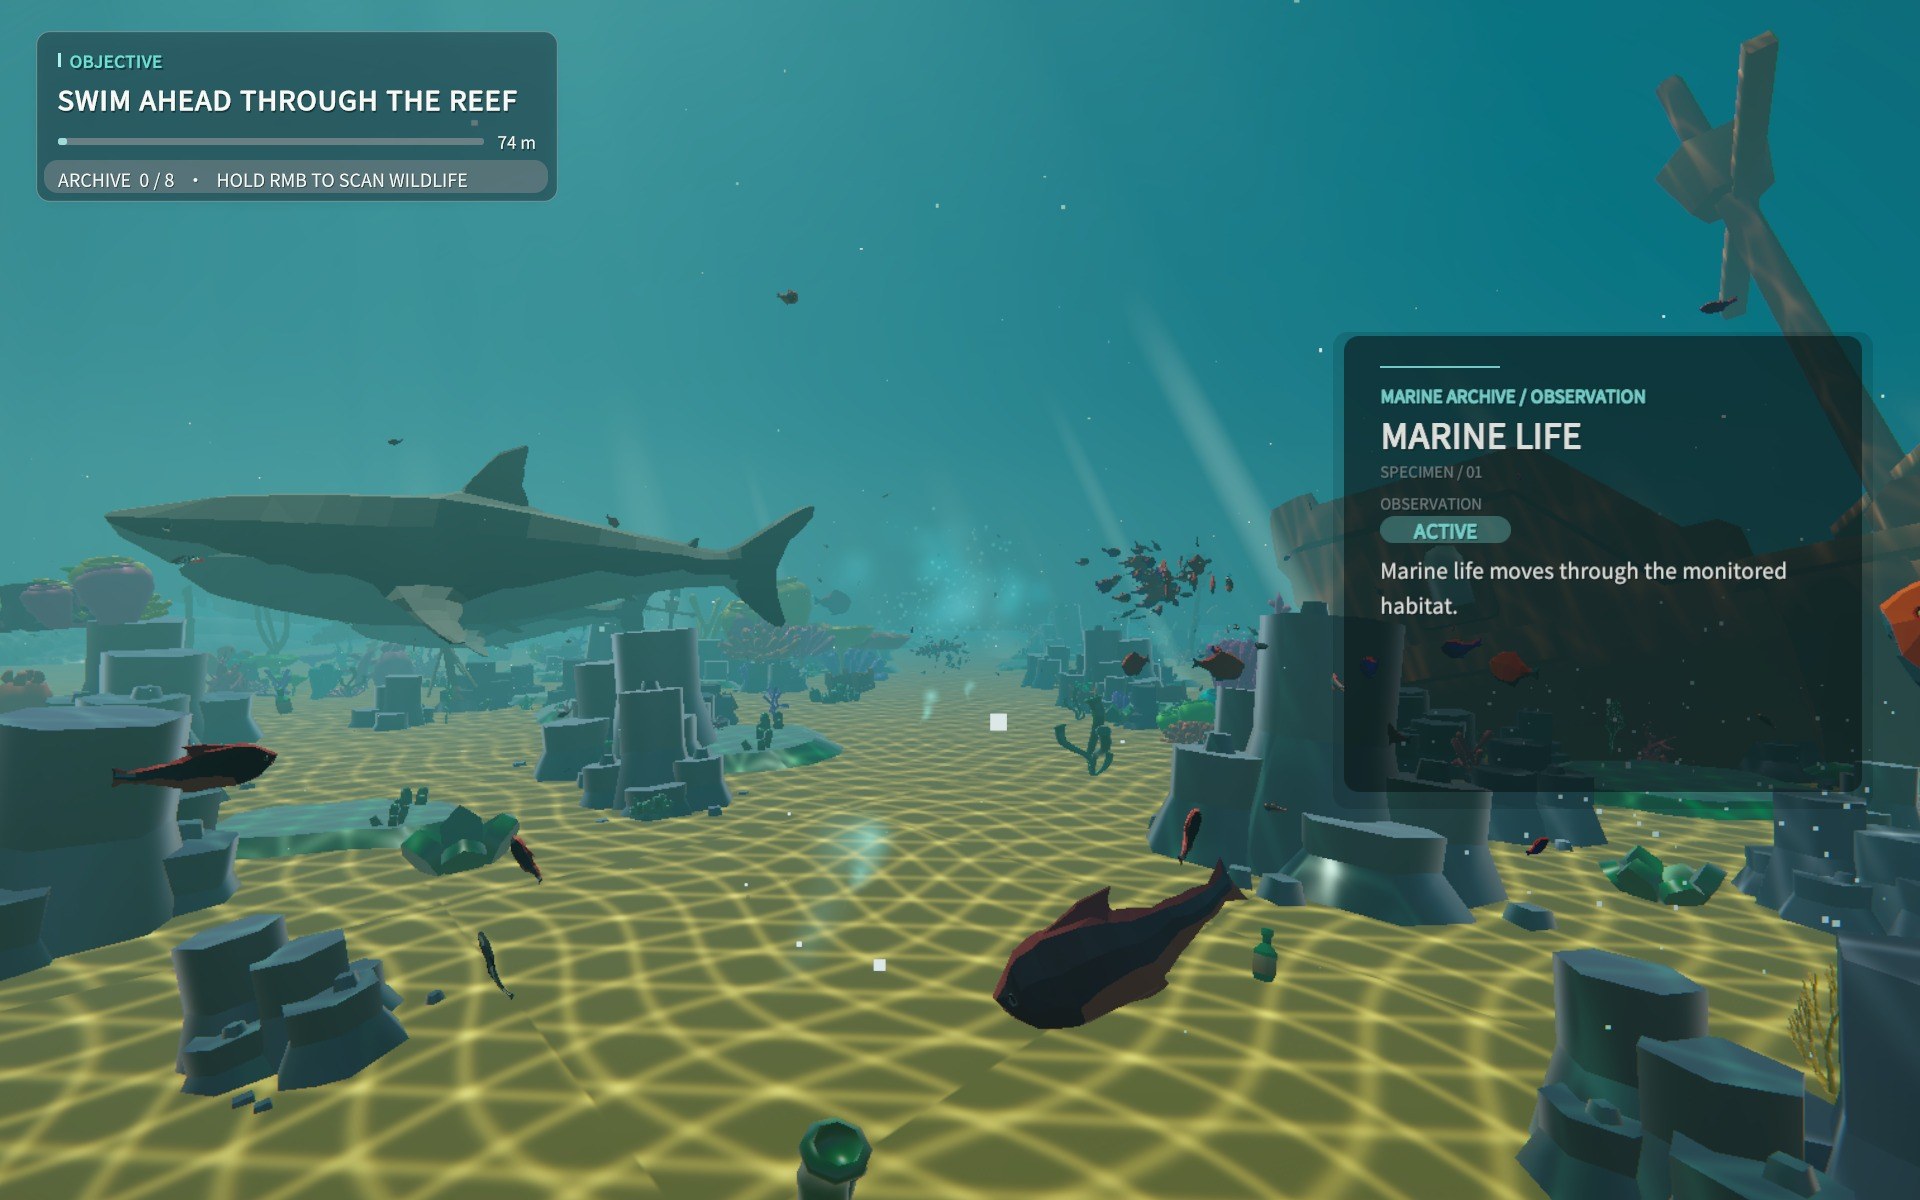 OBJECTIVE
SWIM AHEAD THROUGH THE REEF
74 m
ARCHIVE 0 / 8 • HOLD RMB TO SCAN WILDLIFE
MARINE ARCHIVE / OBSERVATION
MARINE LIFE
SPECIMEN / 01
OBSERVATION
ACTIVE
Marine life moves through the monitored
habitat.